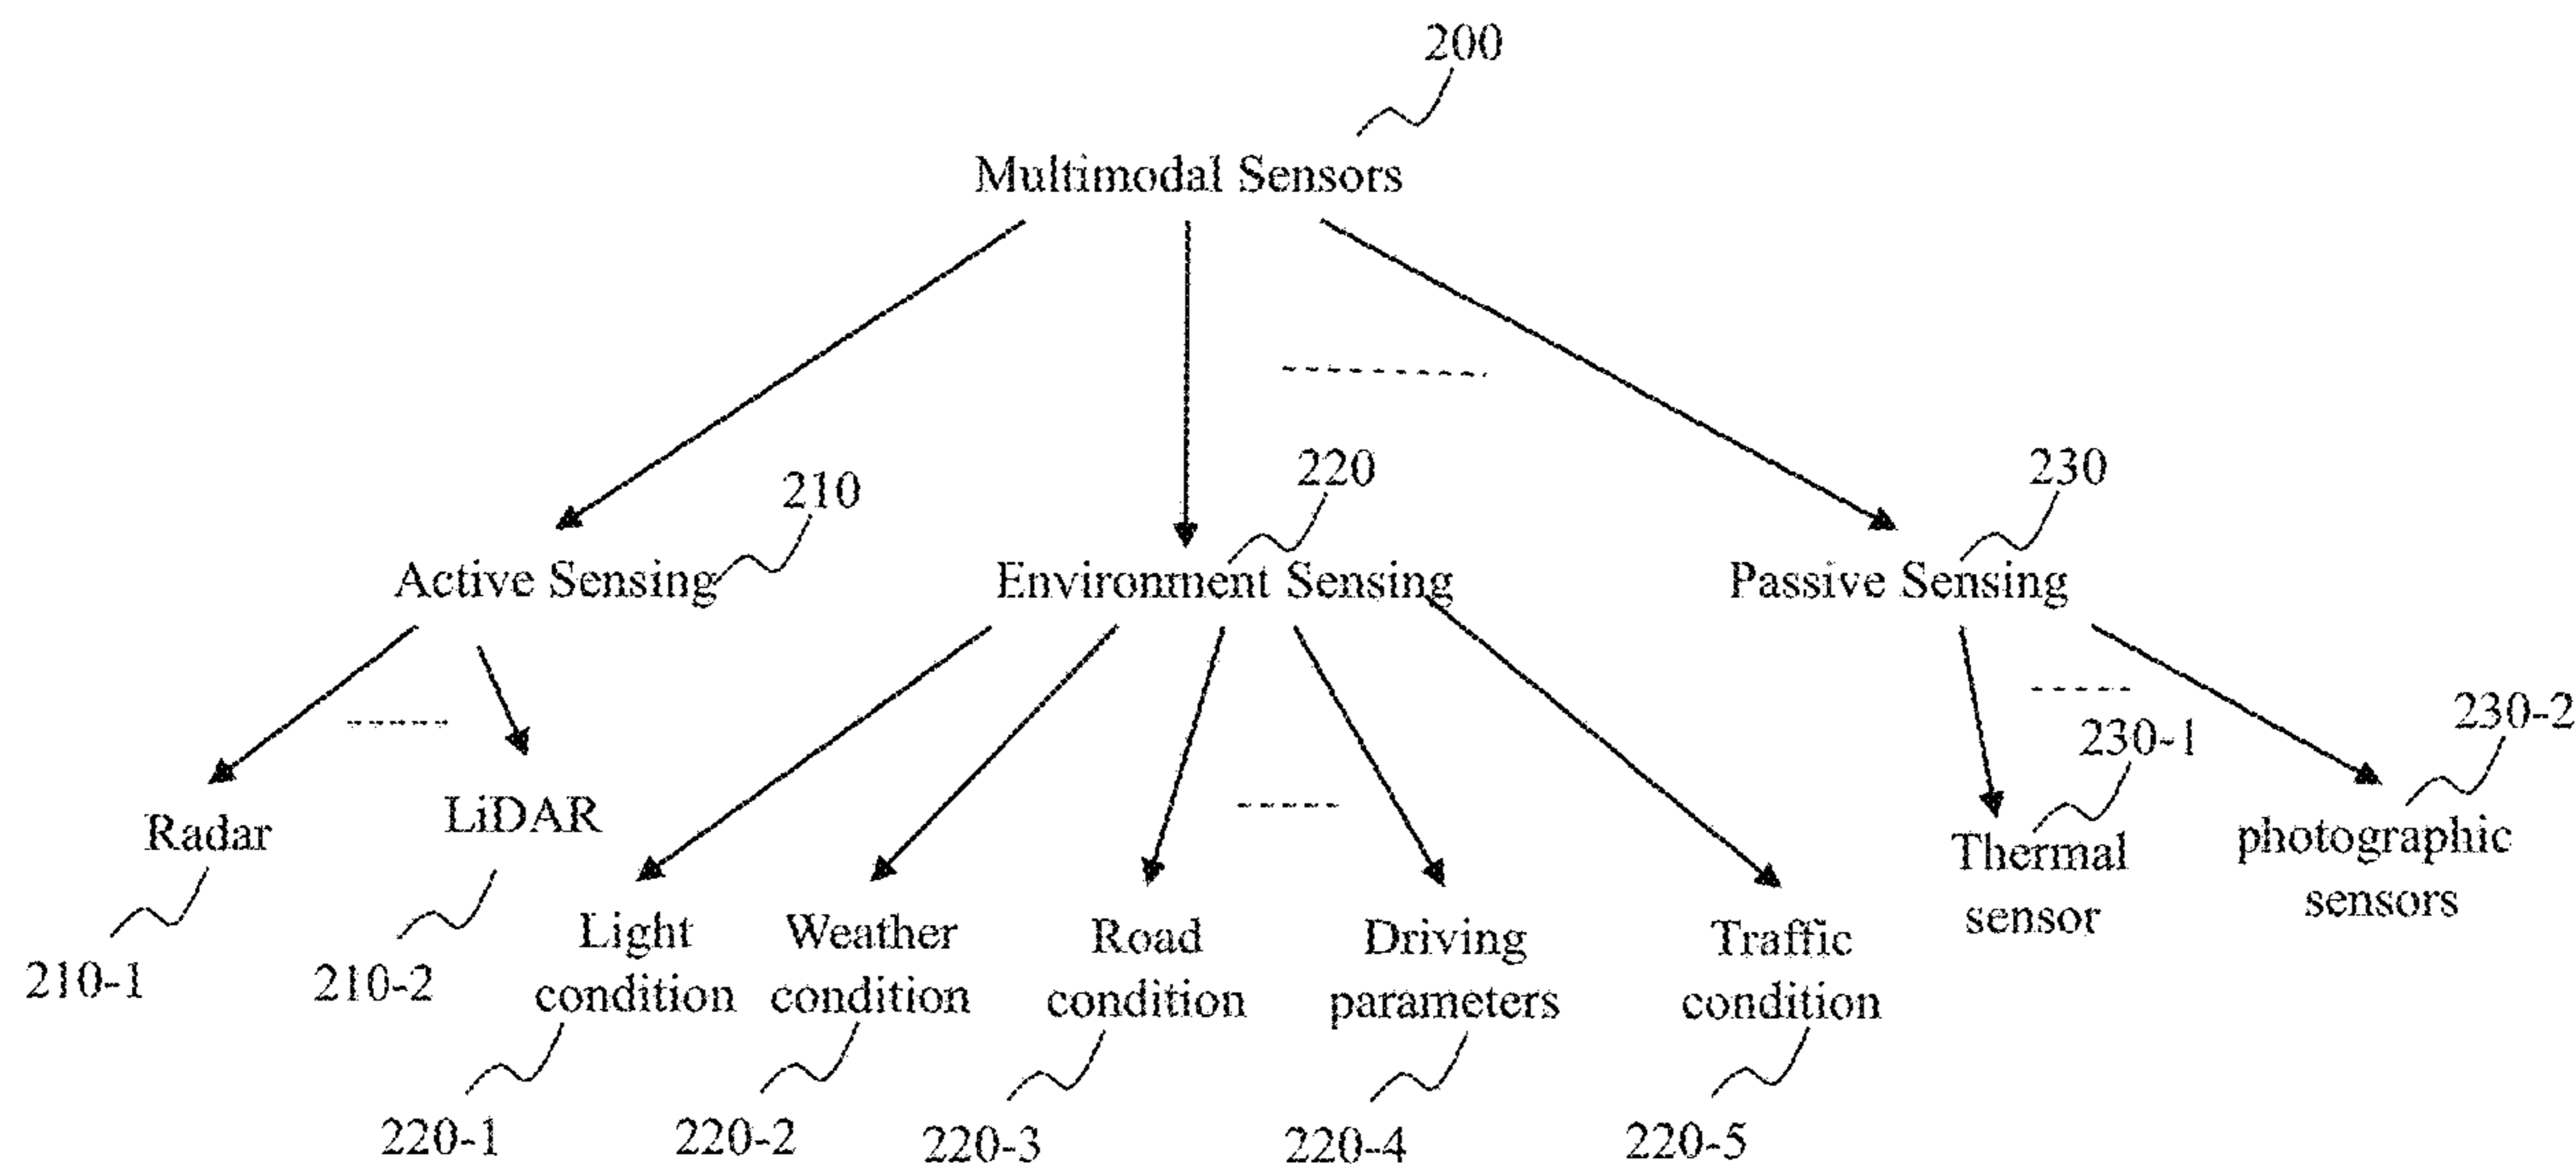 200
Multimodal Sensors
210
220
230
Active Sensing
Environment Sensing
Passive Sensing
230-1
230-2
Radar
LiDAR
Thermal
sensor
photographic
sensors
210-1
210-2
Light
condition
Weather
condition
Road
condition
Driving
parameters
Traffic
condition
220-1
220-2
220-3
220-4
220-5